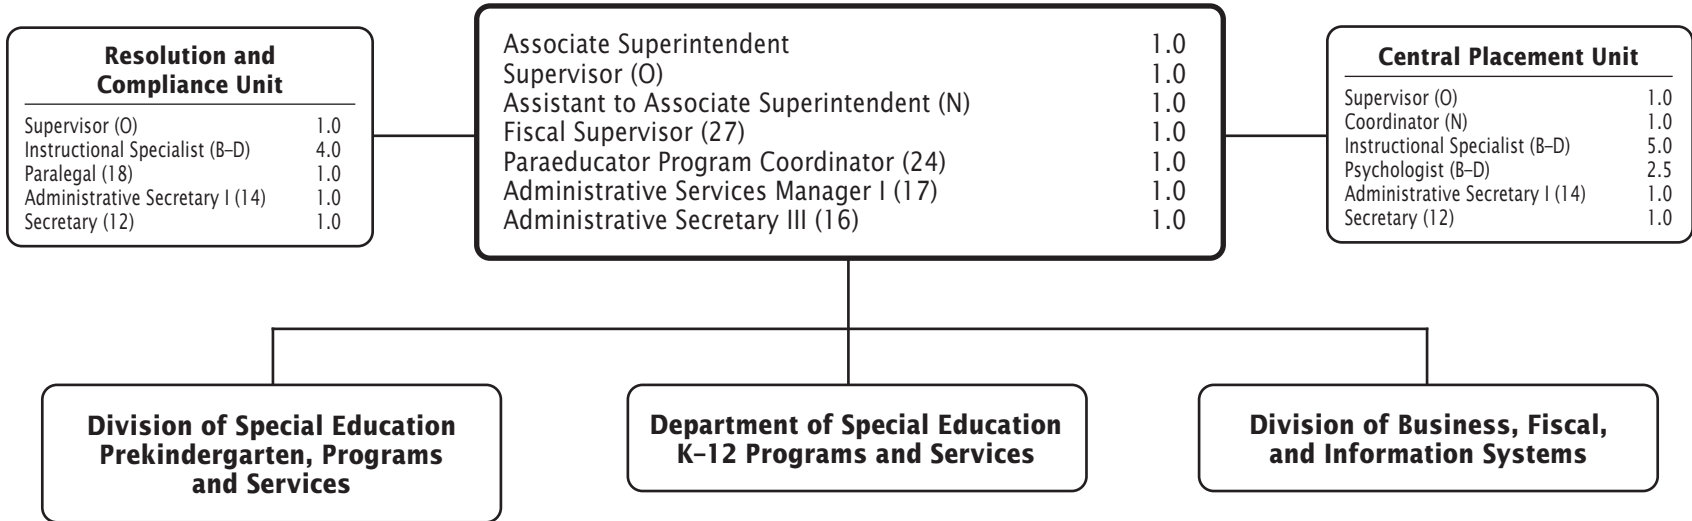 Resolution and
Compliance Unit
Supervisor (O) 1.0
Instructional Specialist (B–D) 4.0
Paralegal (18) 1.0
Administrative Secretary I (14) 1.0
Secretary (12) 1.0
Associate Superintendent 1.0
Supervisor (O) 1.0
Assistant to Associate Superintendent (N) 1.0
Fiscal Supervisor (27) 1.0
Paraeducator Program Coordinator (24) 1.0
Administrative Services Manager I (17) 1.0
Administrative Secretary III (16) 1.0
Central Placement Unit
Supervisor (O) 1.0
Coordinator (N) 1.0
Instructional Specialist (B–D) 5.0
Psychologist (B–D) 2.5
Administrative Secretary I (14) 1.0
Secretary (12) 1.0
Division of Special Education
Prekindergarten, Programs
and Services
Department of Special Education
K–12 Programs and Services
Division of Business, Fiscal,
and Information Systems